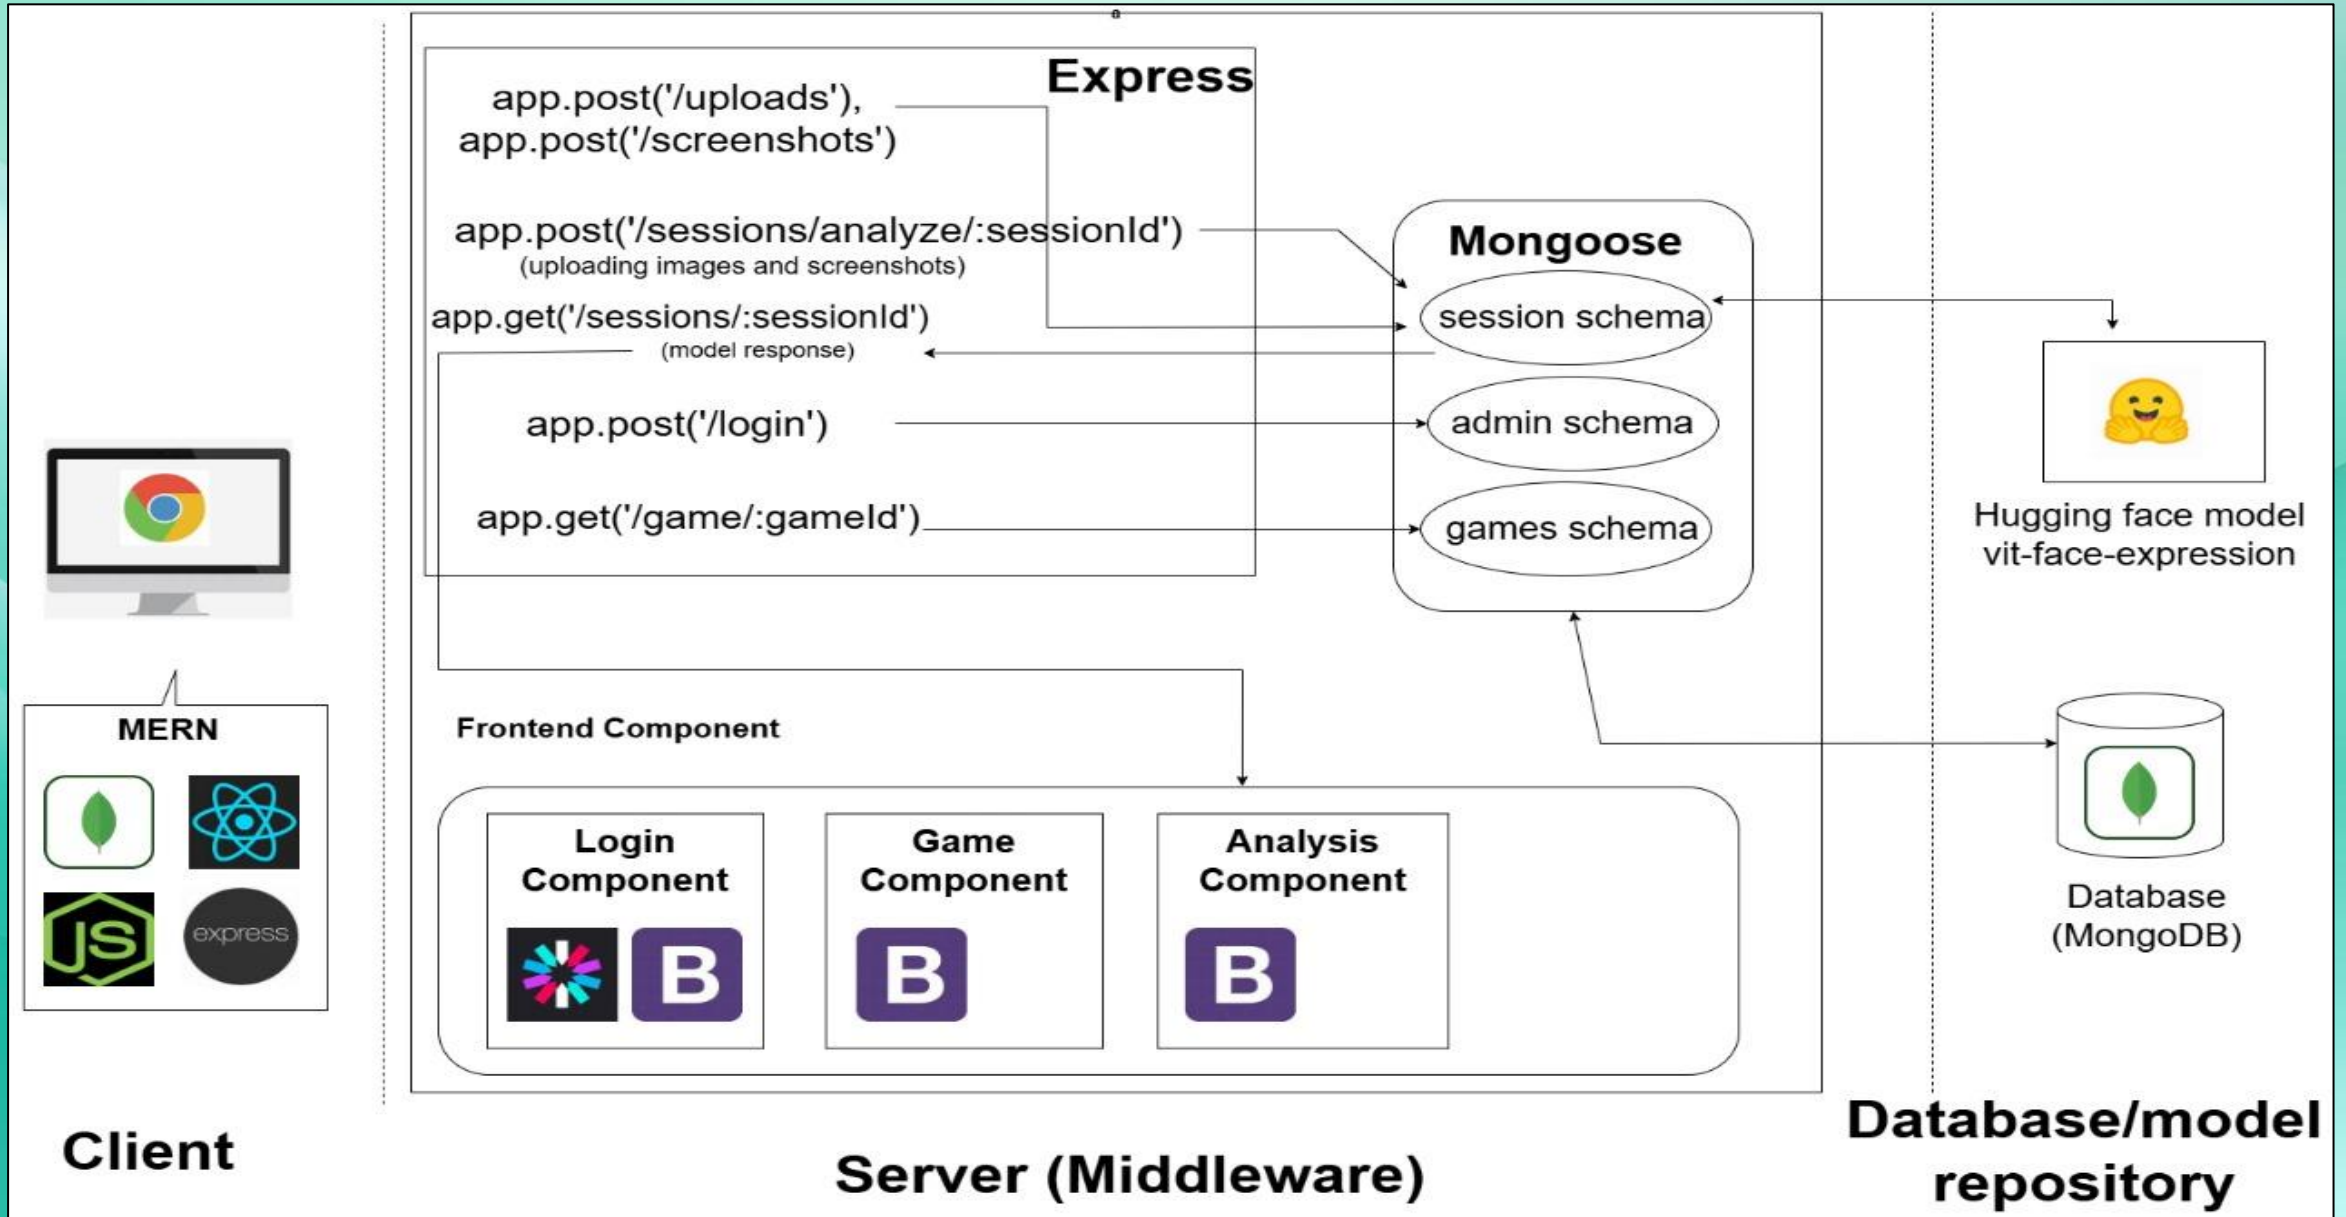 a
Express
app.post('/uploads'),
app.post('/screenshots')
app.post('/sessions/analyze/:sessionId')
(uploading images and screenshots)
app.get('/sessions/:sessionId')
(model response)
app.post('/login')
app.get('/game/:gameId')
Mongoose
session schema
admin schema
games schema
Hugging face model
vit-face-expression
MERN
JS
express
Frontend Component
Login
Component
B
Game
Component
B
Analysis
Component
B
Database
(MongoDB)
Client
Server (Middleware)
Database/model
repository